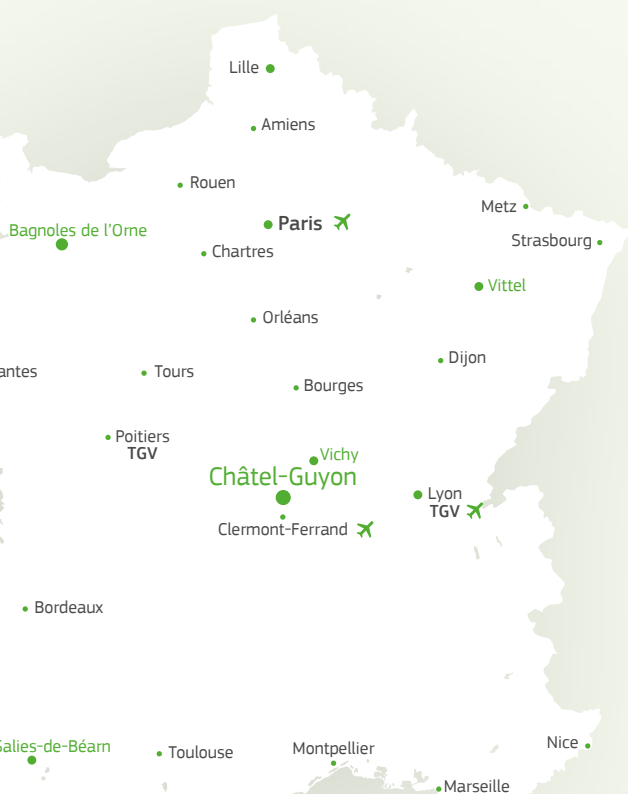 Lille
Amiens
Rouen
Metz
Paris
Bagnoles de l'Orne
Strasbourg
Chartres
Vittel
Orléans
Dijon
antes
Tours
Bourges
Poitiers
TGV
Vichy
Châtel-Guyon
Lyon
TGV
Clermont-Ferrand
Bordeaux
Nice
Salies-de-Béarn
Montpellier
Toulouse
Marseille